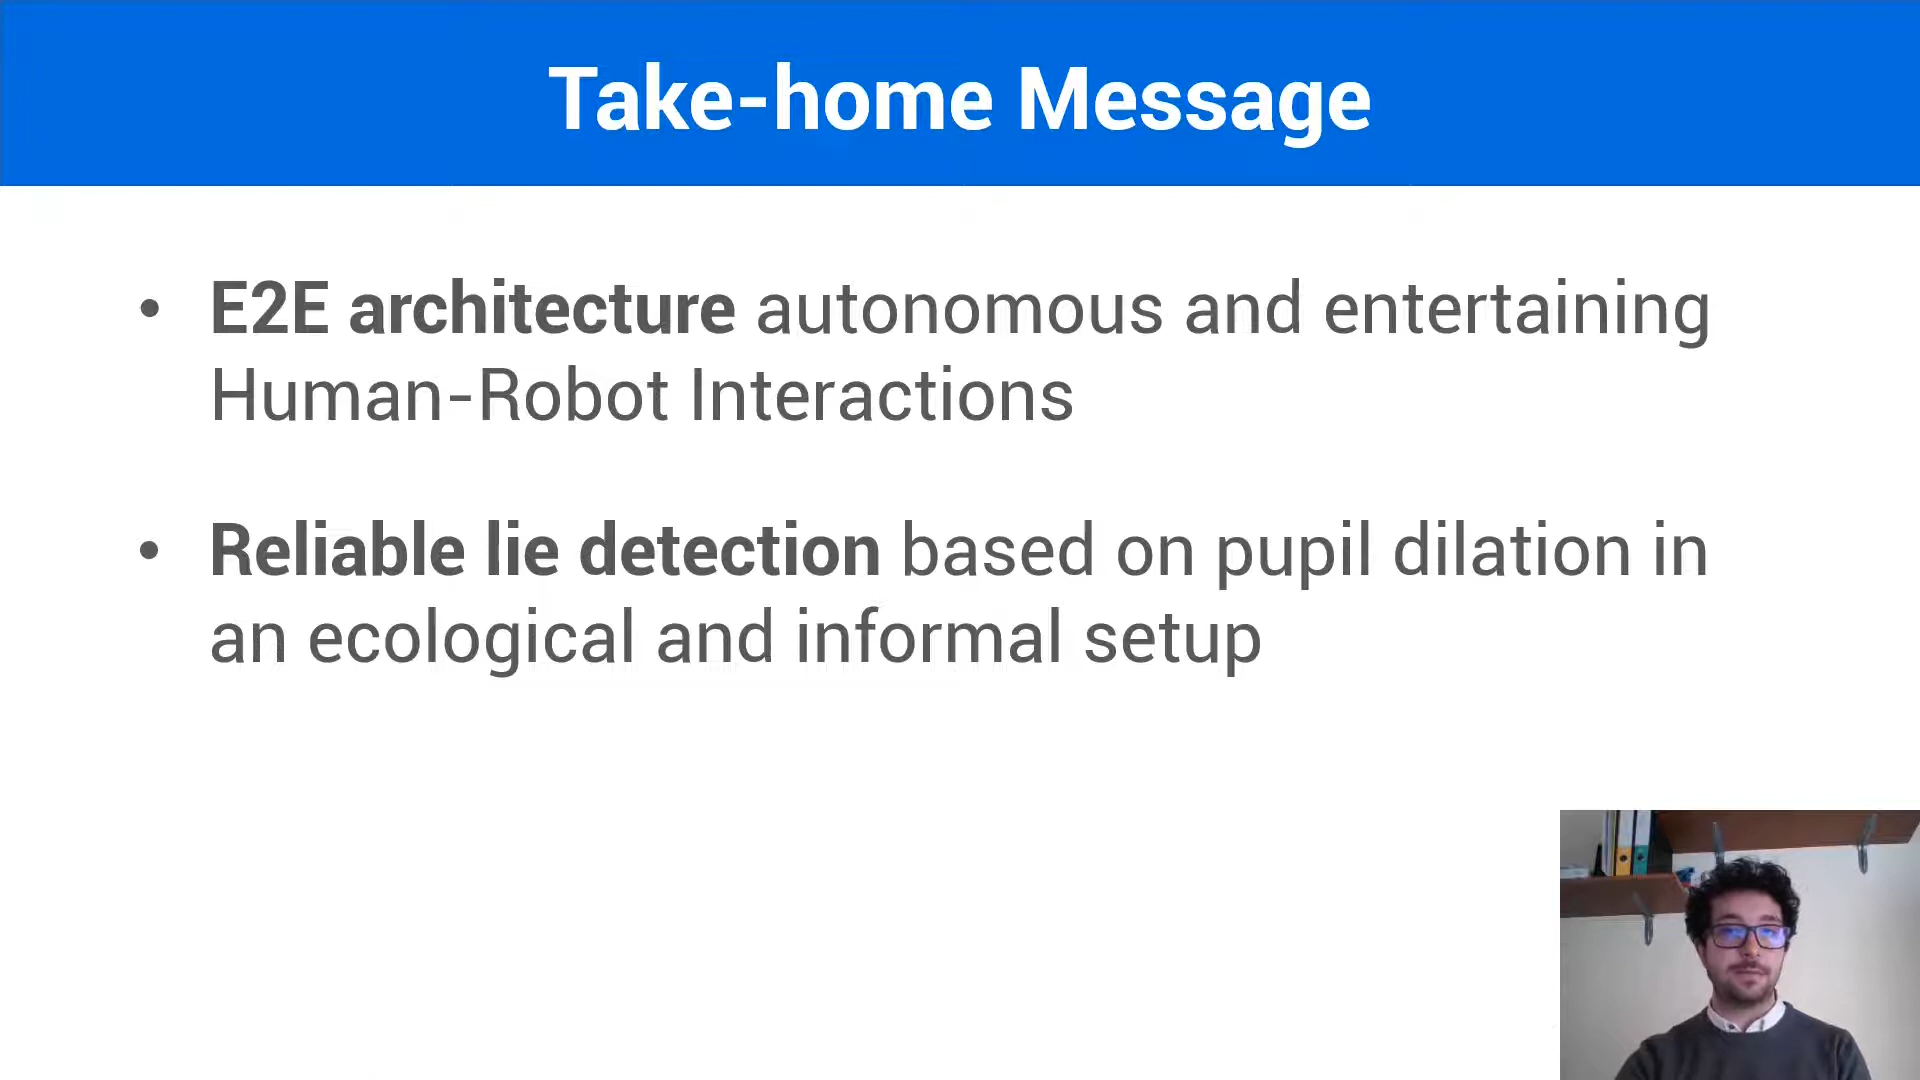 Take-home Message
• E2E architecture autonomous and entertaining
Human-Robot Interactions
• Reliable lie detection based on pupil dilation in
an ecological and informal setup